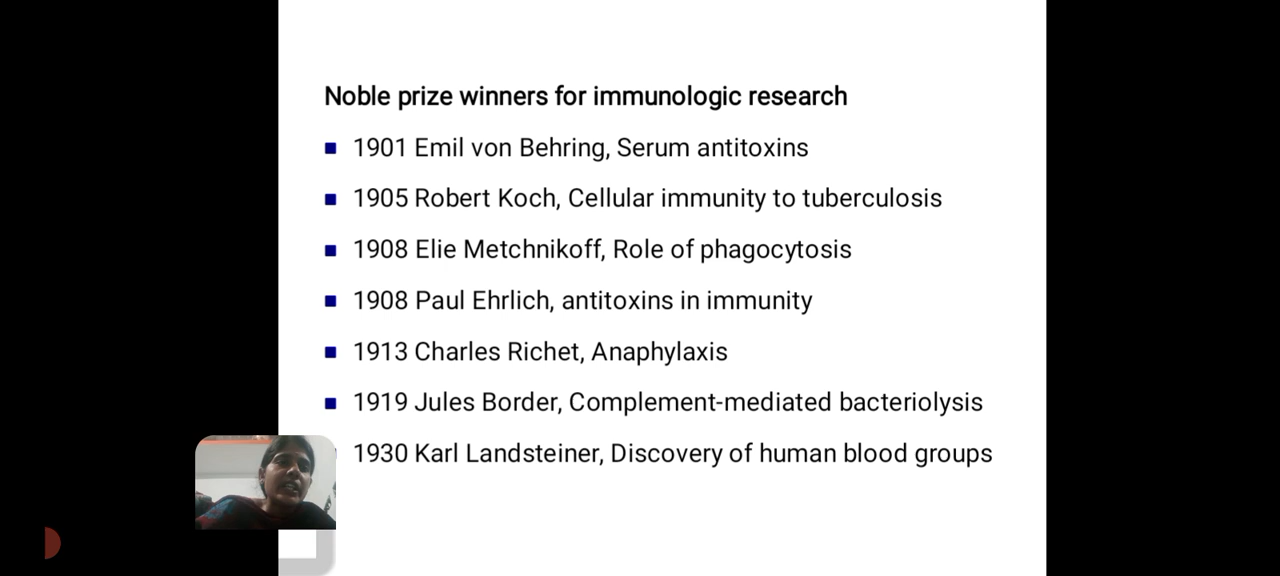 Noble prize winners for immunologic research
1901 Emil von Behring, Serum antitoxins
1905 Robert Koch, Cellular immunity to tuberculosis
1908 Elie Metchnikoff, Role of phagocytosis
1908 Paul Ehrlich, antitoxins in immunity
1913 Charles Richet, Anaphylaxis
1919 Jules Border, Complement-mediated bacteriolysis
1930 Karl Landsteiner, Discovery of human blood groups